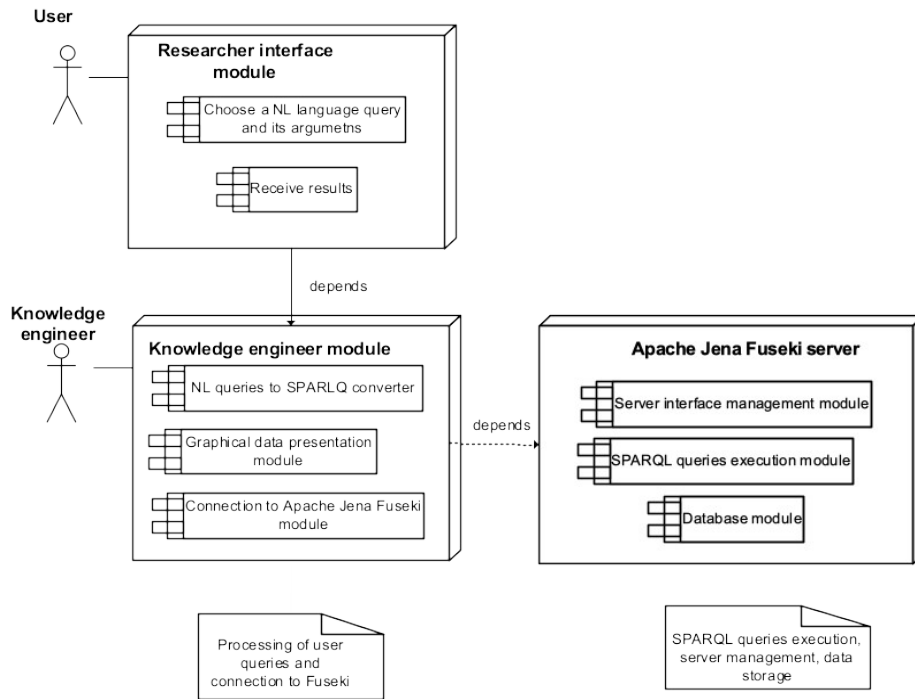 User
Researcher interface
module
Choose a NL language query
and its argumetns
Receive results
depends
Knowledge
engineer
Knowledge engineer module
NL queries to SPARLQ converter
Graphical data presentation
module
Connection to Apache Jena Fuseki
module
depends
Apache Jena Fuseki server
Server interface management module
SPARQL queries execution module
Database module
Processing of user
queries and
connection to Fuseki
SPARQL queries execution,
server management, data
storage